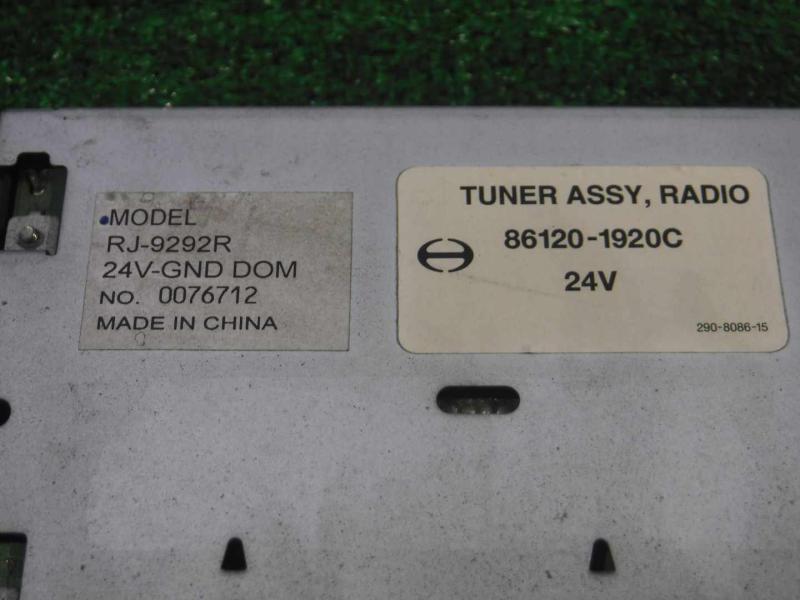 MODEL
RJ-9292R
24V-GND DOM
NO. 0076712
MADE IN CHINA
TUNER ASSY, RADIO
86120-1920C
24V
290-8086-15